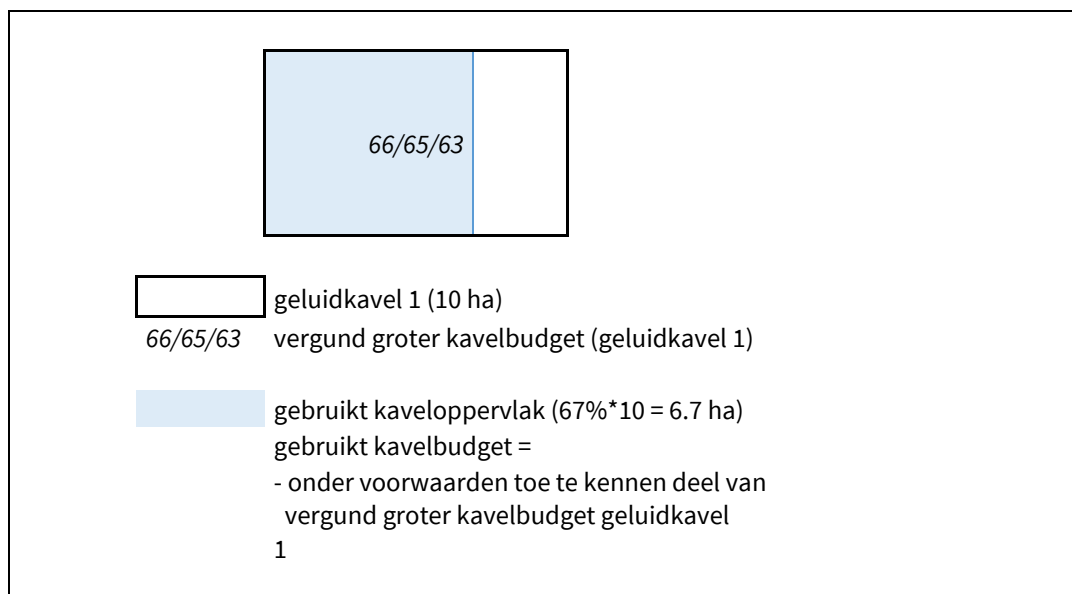 66/65/63
geluidkavel 1 (10 ha)
66/65/63 vergund groter kavelbudget (geluidkavel 1)
gebruikt kaveloppervlak (67%*10 = 6.7 ha)
gebruikt kavelbudget =
- onder voorwaarden toe te kennen deel van
vergund groter kavelbudget geluidkavel
1